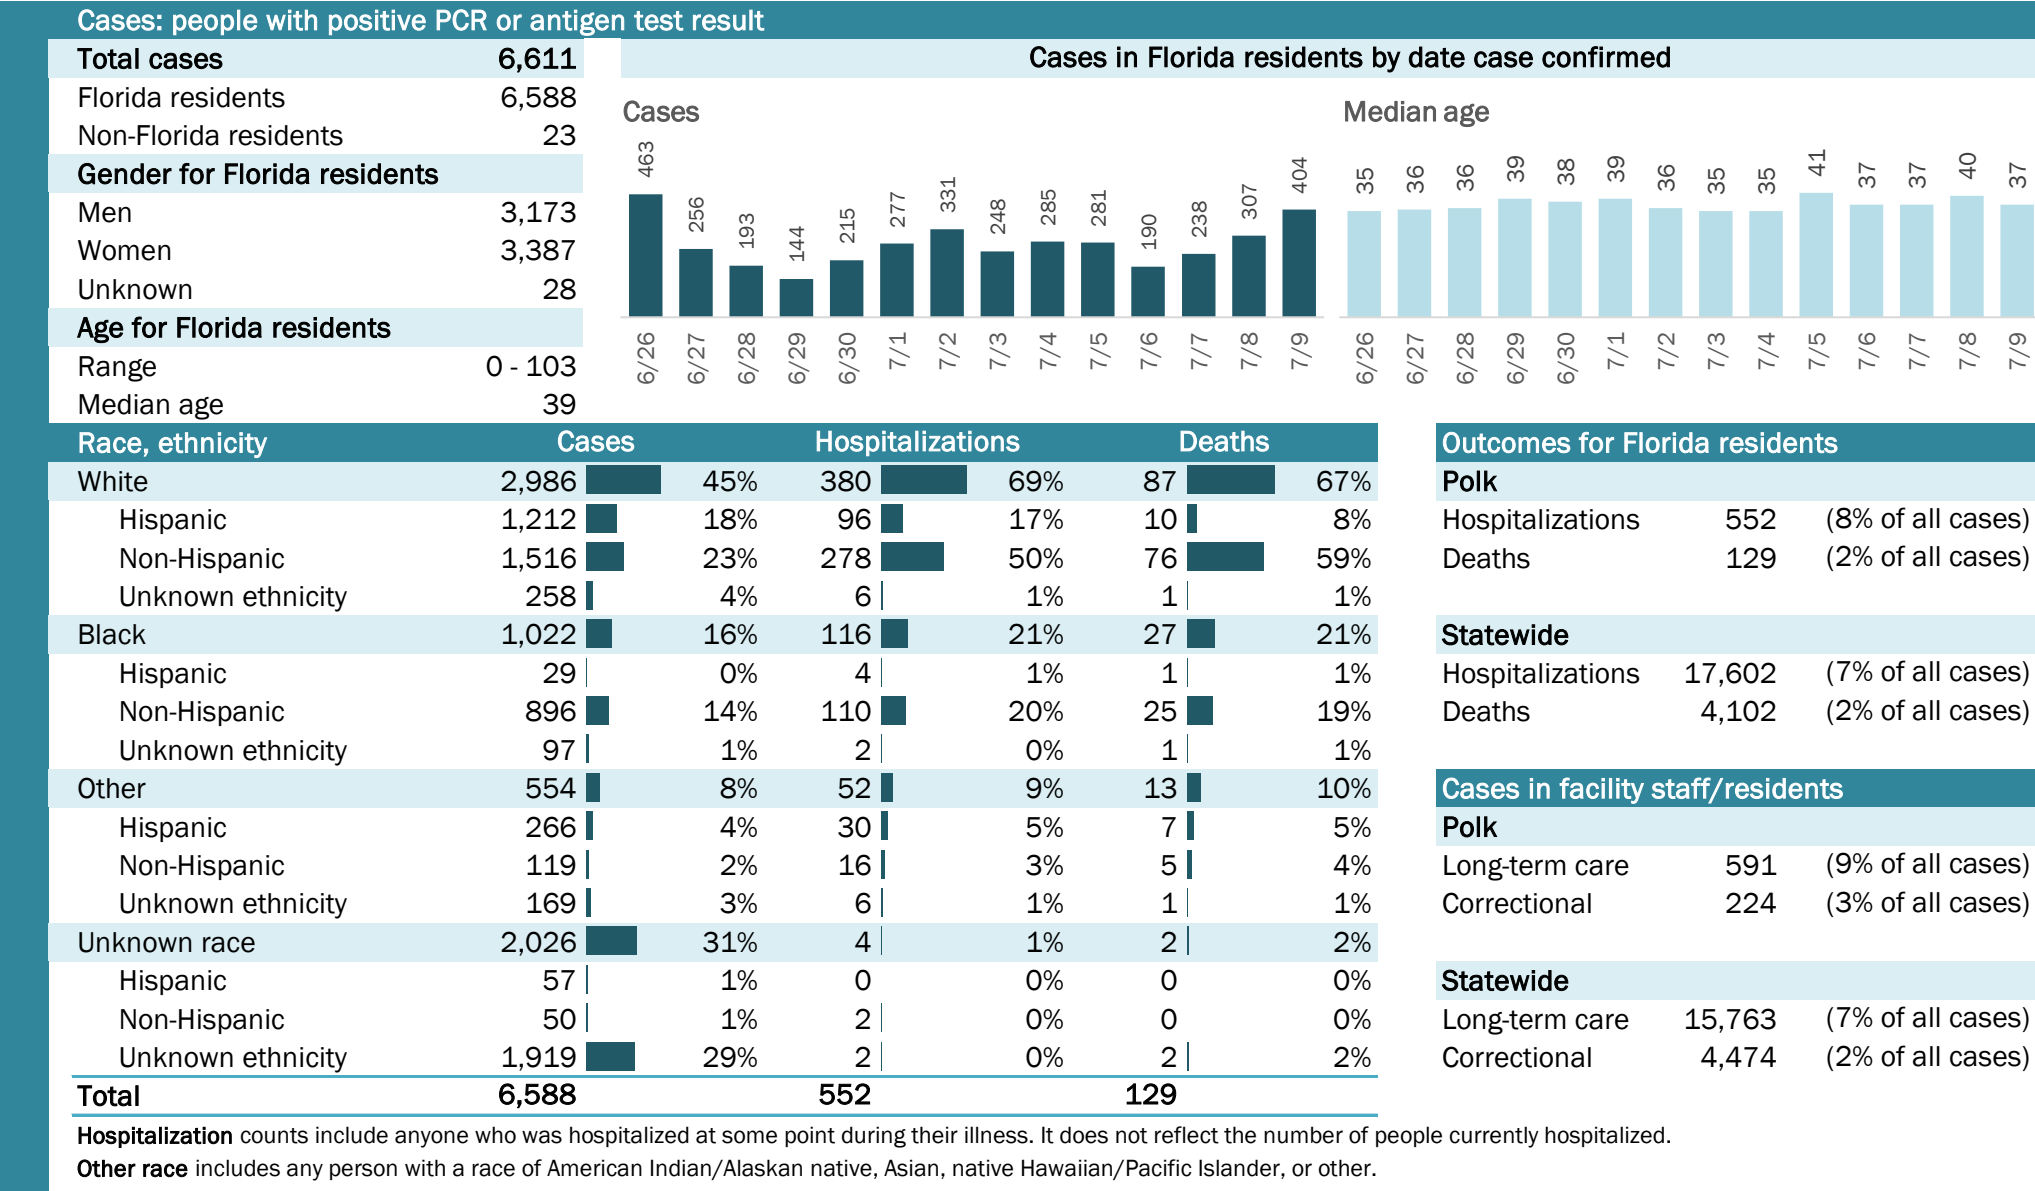 Cases: people with positive PCR or antigen test result
Total cases 6,611
Florida residents 6,588
Non-Florida residents 23
Gender for Florida residents
Men 3,173
Women 3,387
Unknown 28
Age for Florida residents
Range 0 - 103
Median age 39
Cases in Florida residents by date case confirmed
Cases
463 256 193 144 215 277 331 248 285 281 190 238 307 404
6/26 6/27 6/28 6/29 6/30 7/1 7/2 7/3 7/4 7/5 7/6 7/7 7/8 7/9
Median age
35 36 36 39 38 39 36 35 35 41 37 37 40 37
6/26 6/27 6/28 6/29 6/30 7/1 7/2 7/3 7/4 7/5 7/6 7/7 7/8 7/9
Race, ethnicity Cases Hospitalizations Deaths
White 2,986 45% 380 69% 87 67%
Hispanic 1,212 18% 96 17% 10 8%
Non-Hispanic 1,516 23% 278 50% 76 59%
Unknown ethnicity 258 4% 6 1% 1 1%
Black 1,022 16% 116 21% 27 21%
Hispanic 29 0% 4 1% 1 1%
Non-Hispanic 896 14% 110 20% 25 19%
Unknown ethnicity 97 1% 2 0% 1 1%
Other 554 8% 52 9% 13 10%
Hispanic 266 4% 30 5% 7 5%
Non-Hispanic 119 2% 16 3% 5 4%
Unknown ethnicity 169 3% 6 1% 1 1%
Unknown race 2,026 31% 4 1% 2 2%
Hispanic 57 1% 0 0% 0 0%
Non-Hispanic 50 1% 2 0% 0 0%
Unknown ethnicity 1,919 29% 2 0% 2 2%
Total 6,588 552 129
Outcomes for Florida residents
Polk
Hospitalizations 552 (8% of all cases)
Deaths 129 (2% of all cases)
Statewide
Hospitalizations 17,602 (7% of all cases)
Deaths 4,102 (2% of all cases)
Cases in facility staff/residents
Polk
Long-term care 591 (9% of all cases)
Correctional 224 (3% of all cases)
Statewide
Long-term care 15,763 (7% of all cases)
Correctional 4,474 (2% of all cases)
Hospitalization counts include anyone who was hospitalized at some point during their illness. It does not reflect the number of people currently hospitalized.
Other race includes any person with a race of American Indian/Alaskan native, Asian, native Hawaiian/Pacific Islander, or other.